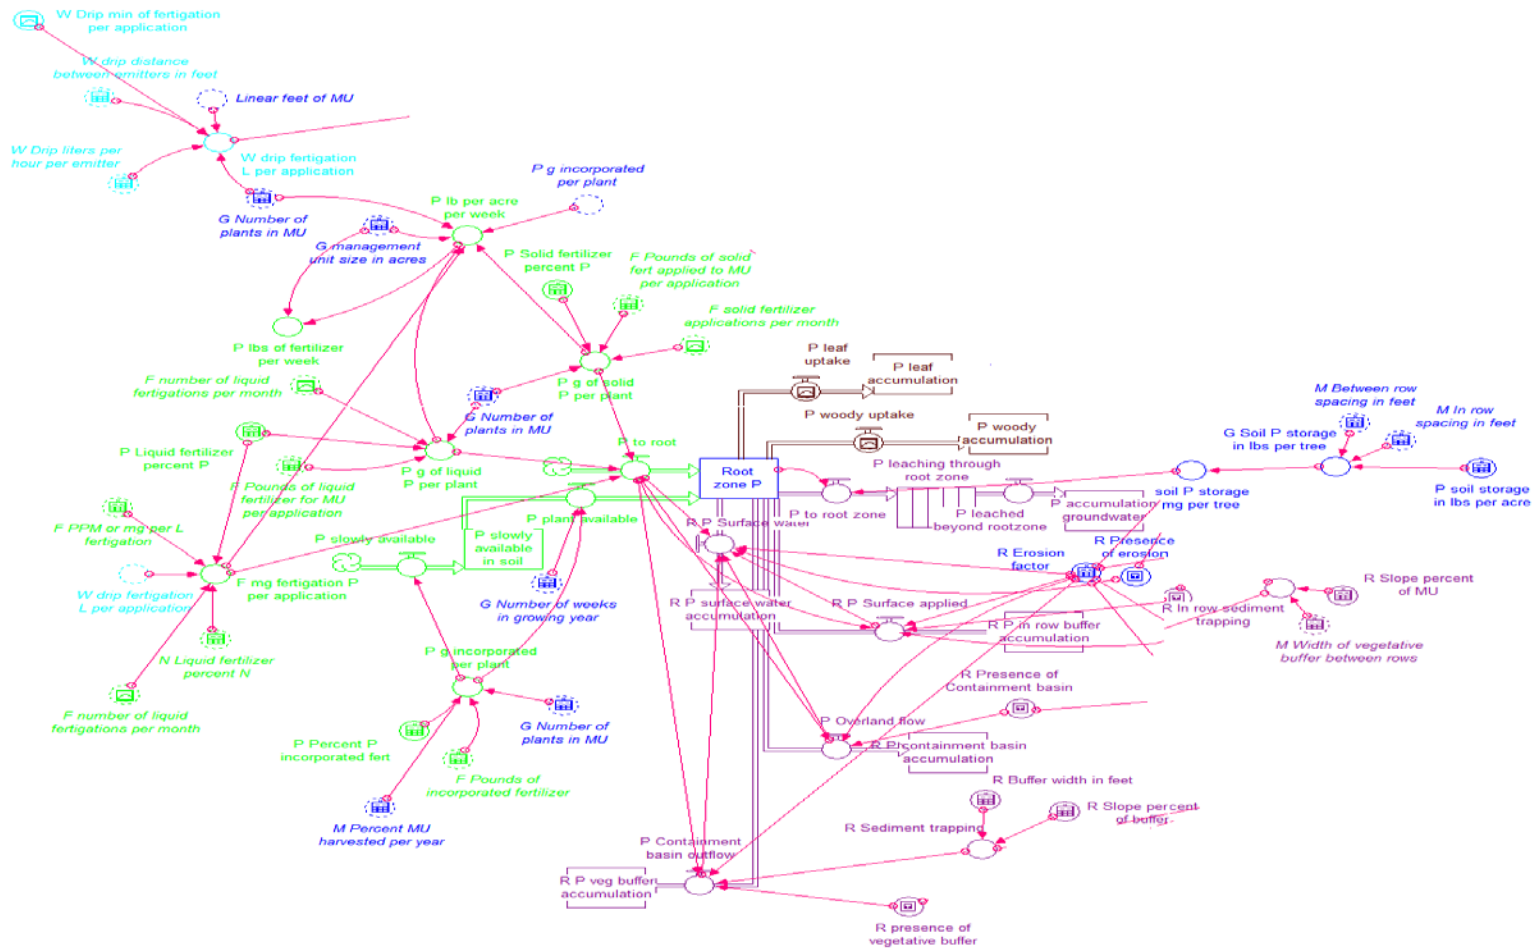 W Drip min of fertigation
per application
W drip distance
between emitters in feet
Linear feet of MU
W Drip liters per
hour per emitter
W drip fertigation
L per application
P g incorporated
per plant
G Number of
plants in MU
P lb per acre
per week
G management
unit size in acres
P Solid fertilizer
percent P
F Pounds of solid
fert applied to MU
per application
F solid fertilizer
applications per month
P lbs of fertilizer
per week
P leaf
uptake
P leaf
accumulation
F number of liquid
fertigations per month
P g of solid
P per plant
M Between row
spacing in feet
M In row
spacing in feet
G Number of
plants in MU
P woody uptake
P woody
accumulation
G Soil P storage
in lbs per tree
P Liquid fertilizer
percent P
P to root
P g of liquid
P per plant
Root
zone P
P leaching through
root zone
P soil storage
in lbs per acre
soil P storage
mg per tree
F Pounds of liquid
fertilizer for MU
per application
P plant available
P to root zone
P leached
beyond rootzone
P accumulation
groundwater
F PPM or mg per L
fertigation
P slowly available
P slowly
available
in soil
R P Surface water
R Erosion
factor
R Presence
of erosion
W drip fertigation
L per application
F mg fertigation P
per application
G Number of weeks
in growing year
R P surface water
accumulation
R P Surface applied
R P in row buffer
accumulation
R In row sediment
trapping
R Slope percent
of MU
N Liquid fertilizer
percent N
P g incorporated
per plant
M Width of vegetative
buffer between rows
R Presence of
Containment basin
F number of liquid
fertigations per month
G Number of
plants in MU
P Overland flow
P Percent P
incorporated fert
R P containment basin
accumulation
F Pounds of
incorporated fertilizer
R Buffer width in feet
R Slope percent
of buffer
M Percent MU
harvested per year
R Sediment trapping
P Containment
basin outflow
R P veg buffer
accumulation
R presence of
vegetative buffer